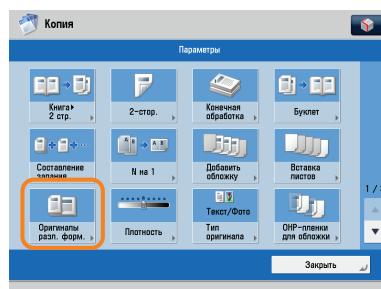 Копия
Параметры
Книга▸
2 стр.
2-стор.
Конечная
обработка
Буклет
Составление
задания
N на 1
Добавить
обложку
Вставка
листов
Оригиналы
разл. форм.
Плотность
Текст/Фото
Тип
оригинала
OHP-пленки
для обложки
1/
Закрыть